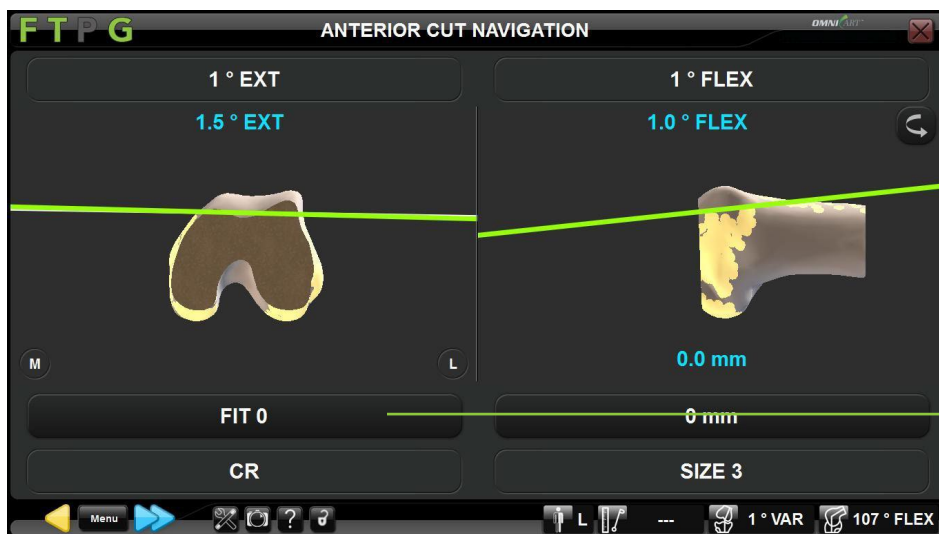 F T P G
ANTERIOR CUT NAVIGATION
OMNI ART™
1 ° EXT
1 ° FLEX
1.5 ° EXT
1.0 ° FLEX
M
L
0.0 mm
FIT 0
0 mm
CR
SIZE 3
Menu
?
L
---
1 ° VAR
107 ° FLEX